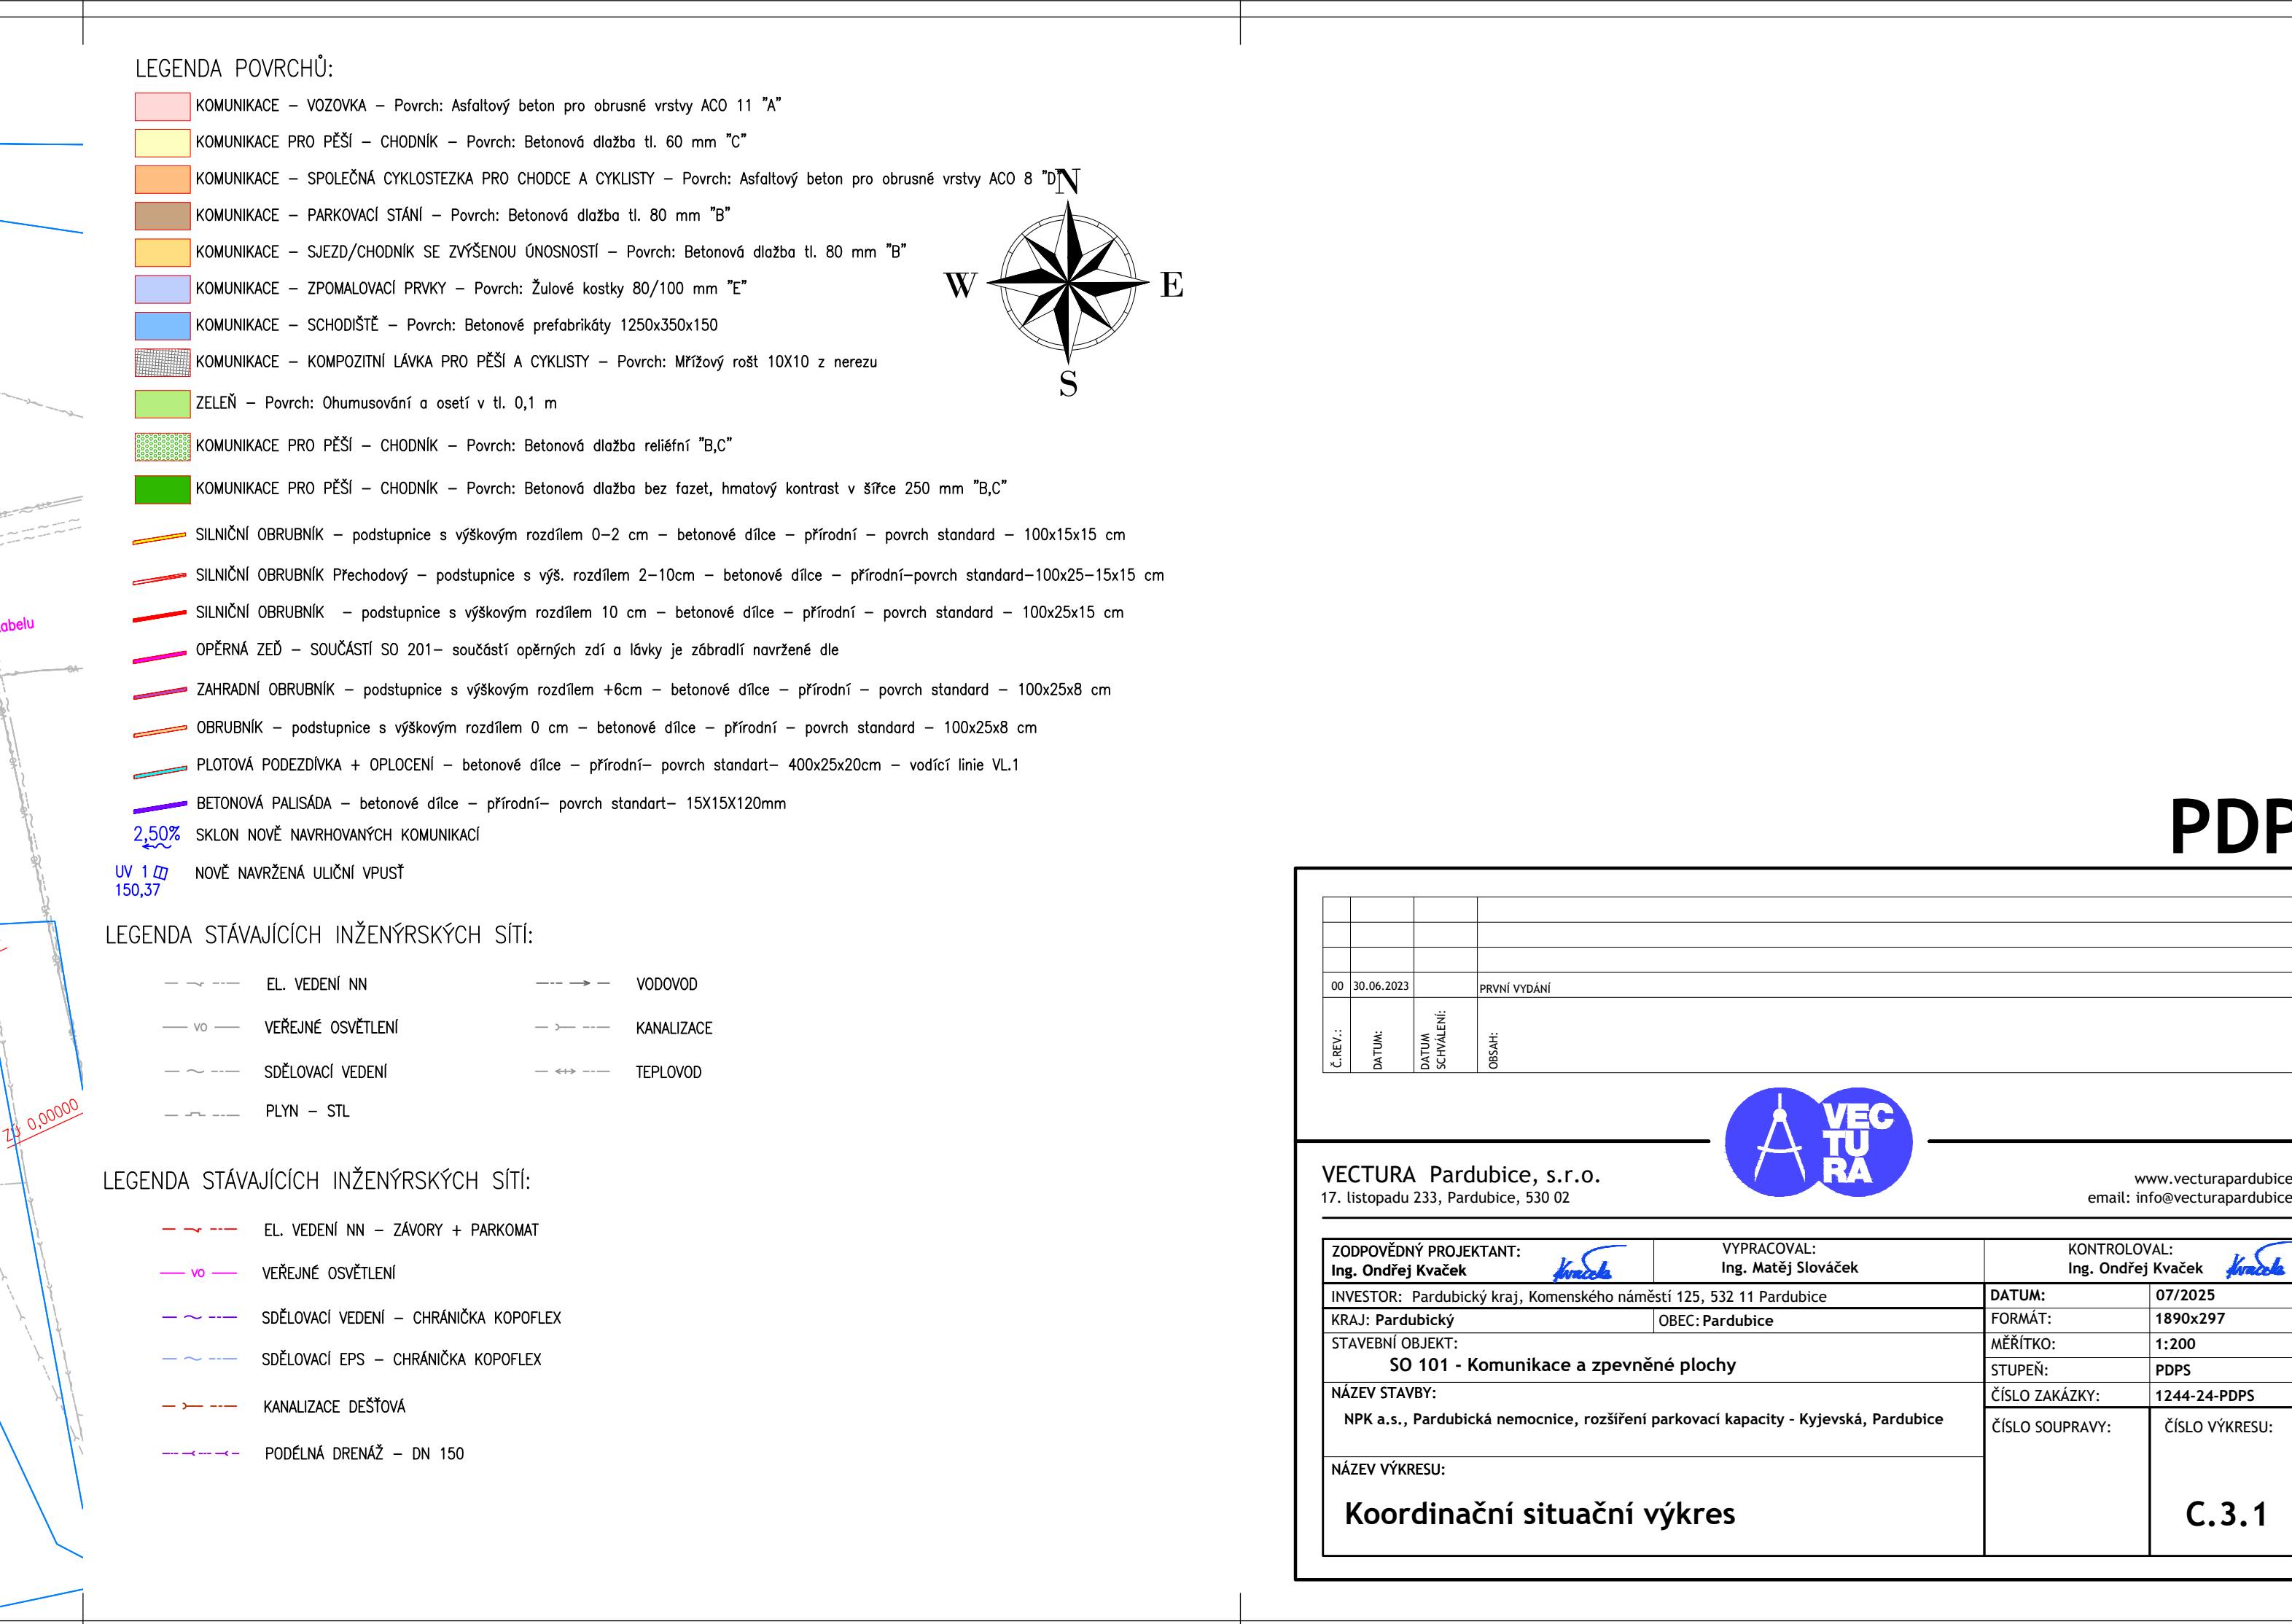 LEGENDA POVRCHŮ:
KOMUNIKACE – VOZOVKA – Povrch: Asfaltový beton pro obrusné vrstvy ACO 11 "A"
KOMUNIKACE PRO PĚŠÍ – CHODNÍK – Povrch: Betonová dlažba tl. 60 mm "C"
KOMUNIKACE – SPOLEČNÁ CYKLOSTEZKA PRO CHODCE A CYKLISTY – Povrch: Asfaltový beton pro obrusné vrstvy ACO 8 "D"
KOMUNIKACE – PARKOVACÍ STÁNÍ – Povrch: Betonová dlažba tl. 80 mm "B"
KOMUNIKACE – SJEZD/CHODNÍK SE ZVÝŠENOU ÚNOSNOSTÍ – Povrch: Betonová dlažba tl. 80 mm "B"
KOMUNIKACE – ZPOMALOVACÍ PRVKY – Povrch: Žulové kostky 80/100 mm "E"
KOMUNIKACE – SCHODIŠTĚ – Povrch: Betonové prefabrikáty 1250x350x150
KOMUNIKACE – KOMPOZITNÍ LÁVKA PRO PĚŠÍ A CYKLISTY – Povrch: Mřížový rošt 10X10 z nerezu
ZELEŇ – Povrch: Ohumusování a osetí v tl. 0,1 m
KOMUNIKACE PRO PĚŠÍ – CHODNÍK – Povrch: Betonová dlažba reliéfní "B,C"
KOMUNIKACE PRO PĚŠÍ – CHODNÍK – Povrch: Betonová dlažba bez fazet, hmatový kontrast v šířce 250 mm "B,C"
SILNIČNÍ OBRUBNÍK – podstupnice s výškovým rozdílem 0–2 cm – betonové dílce – přírodní – povrch standard – 100x15x15 cm
SILNIČNÍ OBRUBNÍK Přechodový – podstupnice s výš. rozdílem 2–10cm – betonové dílce – přírodní–povrch standard–100x25–15x15 cm
SILNIČNÍ OBRUBNÍK – podstupnice s výškovým rozdílem 10 cm – betonové dílce – přírodní – povrch standard – 100x25x15 cm
OPĚRNÁ ZEĎ – SOUČÁSTÍ SO 201– součástí opěrných zdí a lávky je zábradlí navržené dle
ZAHRADNÍ OBRUBNÍK – podstupnice s výškovým rozdílem +6cm – betonové dílce – přírodní – povrch standard – 100x25x8 cm
OBRUBNÍK – podstupnice s výškovým rozdílem 0 cm – betonové dílce – přírodní – povrch standard – 100x25x8 cm
PLOTOVÁ PODEZDÍVKA + OPLOCENÍ – betonové dílce – přírodní– povrch standart– 400x25x20cm – vodící linie VL.1
BETONOVÁ PALISÁDA – betonové dílce – přírodní– povrch standart– 15X15X120mm
2,50% SKLON NOVĚ NAVRHOVANÝCH KOMUNIKACÍ
UV 1 NOVĚ NAVRŽENÁ ULIČNÍ VPUSŤ
150,37
N
W E
S
abelu
ZÚ 0,00000
LEGENDA STÁVAJÍCÍCH INŽENÝRSKÝCH SÍTÍ:
EL. VEDENÍ NN
VO VEŘEJNÉ OSVĚTLENÍ
SDĚLOVACÍ VEDENÍ
PLYN – STL
VODOVOD
KANALIZACE
TEPLOVOD
LEGENDA STÁVAJÍCÍCH INŽENÝRSKÝCH SÍTÍ:
EL. VEDENÍ NN – ZÁVORY + PARKOMAT
VO VEŘEJNÉ OSVĚTLENÍ
SDĚLOVACÍ VEDENÍ – CHRÁNIČKA KOPOFLEX
SDĚLOVACÍ EPS – CHRÁNIČKA KOPOFLEX
KANALIZACE DEŠŤOVÁ
PODÉLNÁ DRENÁŽ – DN 150
PDP
00 30.06.2023 PRVNÍ VYDÁNÍ
Č.REV.:
DATUM:
DATUM
SCHVÁLENÍ:
OBSAH:
VEC
TU
RA
VECTURA Pardubice, s.r.o.
17. listopadu 233, Pardubice, 530 02
www.vecturapardubice
email: info@vecturapardubice
ZODPOVĚDNÝ PROJEKTANT:
Ing. Ondřej Kvaček
Kvaček
VYPRACOVAL:
Ing. Matěj Slováček
KONTROLOVAL:
Ing. Ondřej Kvaček
Kvaček
INVESTOR: Pardubický kraj, Komenského náměstí 125, 532 11 Pardubice
KRAJ: Pardubický
OBEC: Pardubice
STAVEBNÍ OBJEKT:
SO 101 - Komunikace a zpevněné plochy
NÁZEV STAVBY:
NPK a.s., Pardubická nemocnice, rozšíření parkovací kapacity – Kyjevská, Pardubice
NÁZEV VÝKRESU:
Koordinační situační výkres
DATUM: 07/2025
FORMÁT: 1890x297
MĚŘÍTKO: 1:200
STUPEŇ: PDPS
ČÍSLO ZAKÁZKY: 1244-24-PDPS
ČÍSLO SOUPRAVY:
ČÍSLO VÝKRESU:
C.3.1